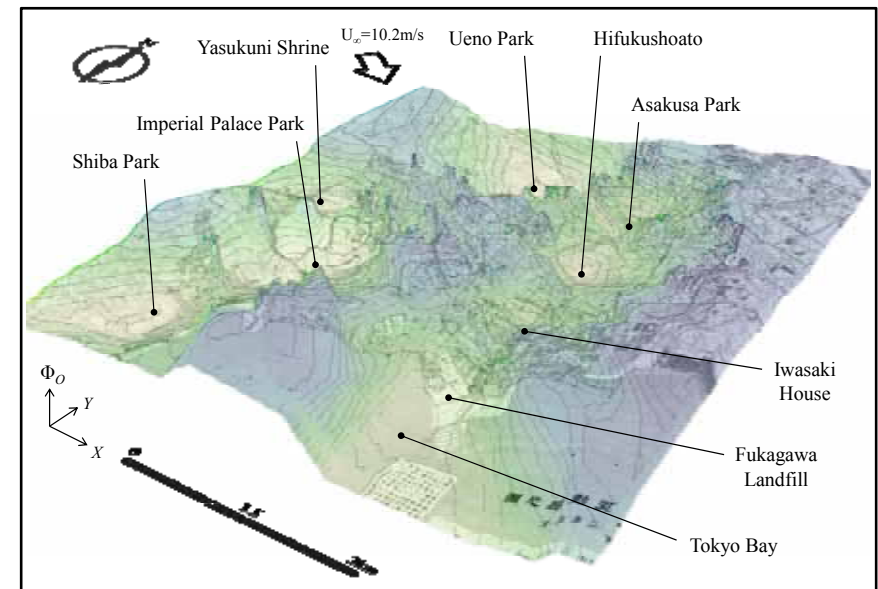 U∞=10.2m/s
Yasukuni Shrine
Ueno Park
Hifukushoato
Imperial Palace Park
Asakusa Park
Shiba Park
Iwasaki
House
ΦO
Y
X
Fukagawa
Landfill
Tokyo Bay